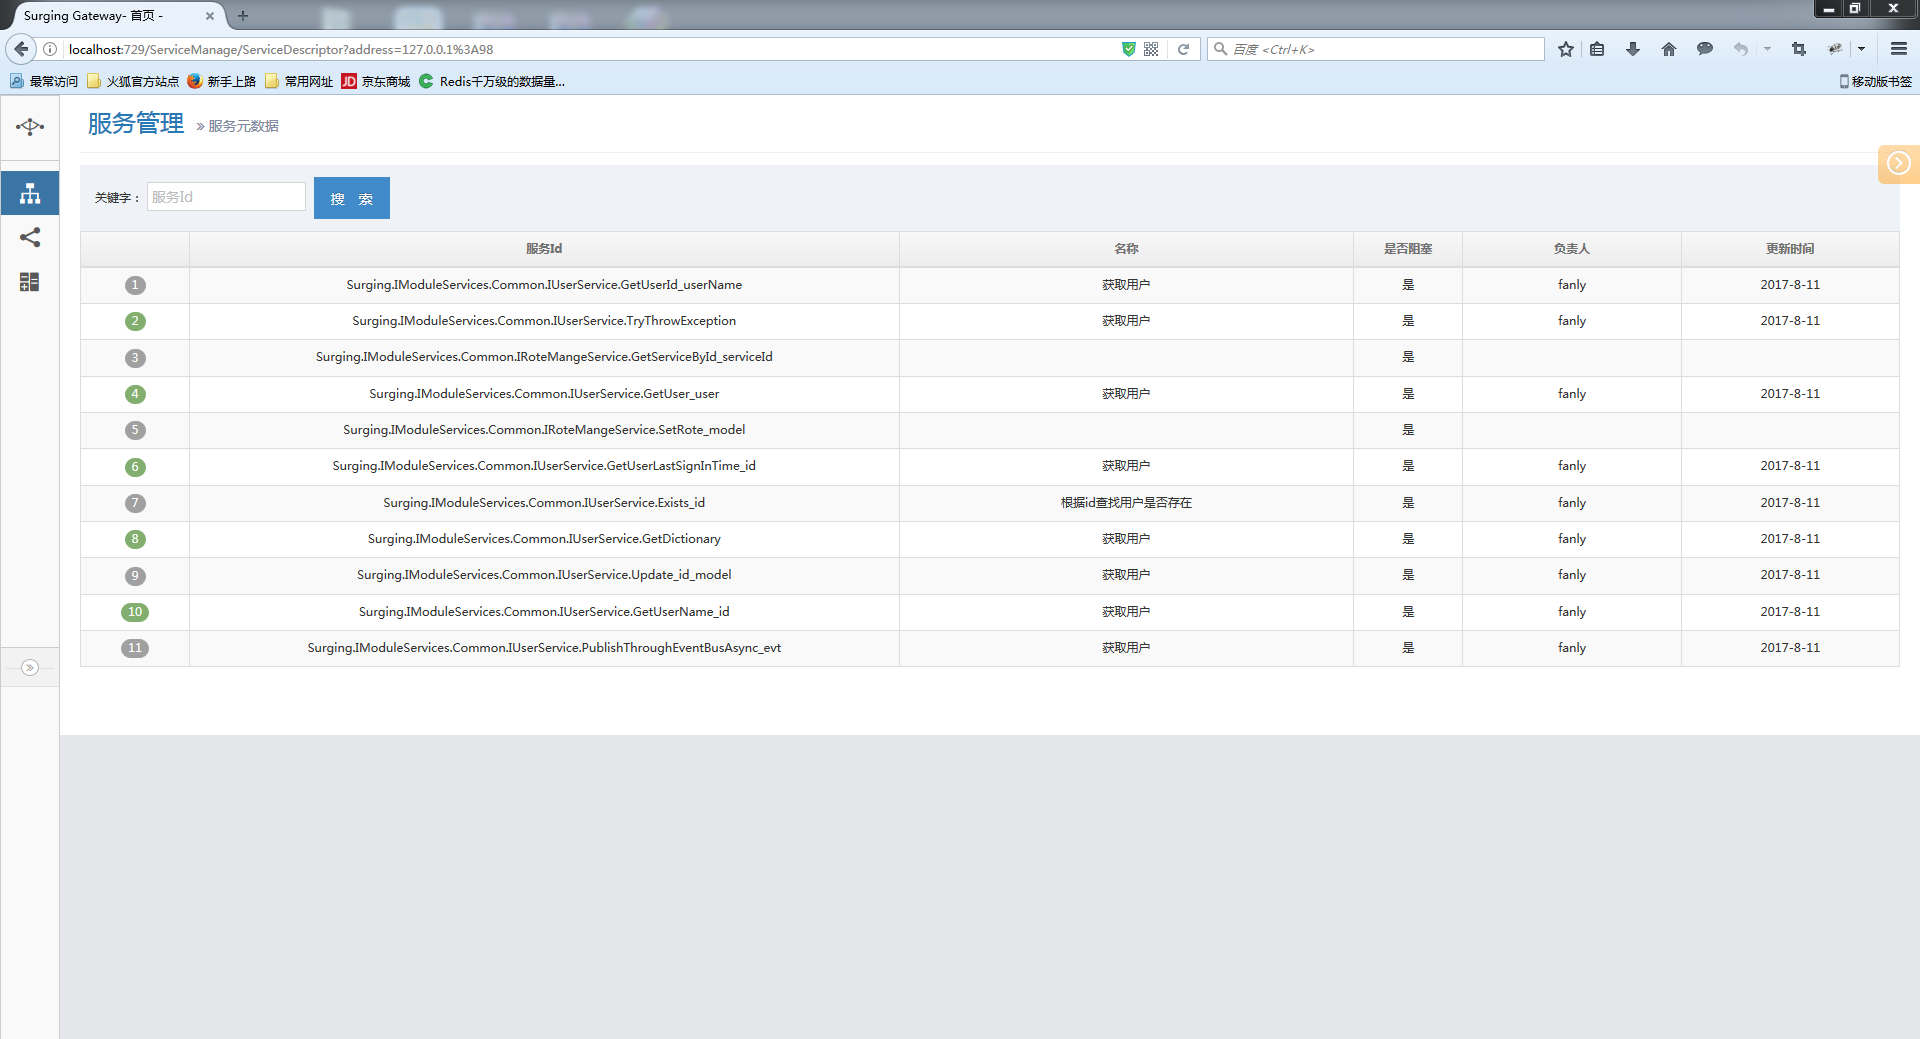 Surging Gateway- 首页 -
localhost:729/ServiceManage/ServiceDescriptor?address=127.0.0.1%3A98
百度 <Ctrl+K>
最常访问 火狐官方站点 新手上路 常用网址 JD 京东商城 Redis千万级的数据量... 移动版书签
服务管理 » 服务元数据
关键字： 服务Id 搜 索
服务Id 名称 是否阻塞 负责人 更新时间
1 Surging.IModuleServices.Common.IUserService.GetUserId_userName 获取用户 是 fanly 2017-8-11
2 Surging.IModuleServices.Common.IUserService.TryThrowException 获取用户 是 fanly 2017-8-11
3 Surging.IModuleServices.Common.IRoteMangeService.GetServiceById_serviceId 是
4 Surging.IModuleServices.Common.IUserService.GetUser_user 获取用户 是 fanly 2017-8-11
5 Surging.IModuleServices.Common.IRoteMangeService.SetRote_model 是
6 Surging.IModuleServices.Common.IUserService.GetUserLastSignInTime_id 获取用户 是 fanly 2017-8-11
7 Surging.IModuleServices.Common.IUserService.Exists_id 根据id查找用户是否存在 是 fanly 2017-8-11
8 Surging.IModuleServices.Common.IUserService.GetDictionary 获取用户 是 fanly 2017-8-11
9 Surging.IModuleServices.Common.IUserService.Update_id_model 获取用户 是 fanly 2017-8-11
10 Surging.IModuleServices.Common.IUserService.GetUserName_id 获取用户 是 fanly 2017-8-11
11 Surging.IModuleServices.Common.IUserService.PublishThroughEventBusAsync_evt 获取用户 是 fanly 2017-8-11